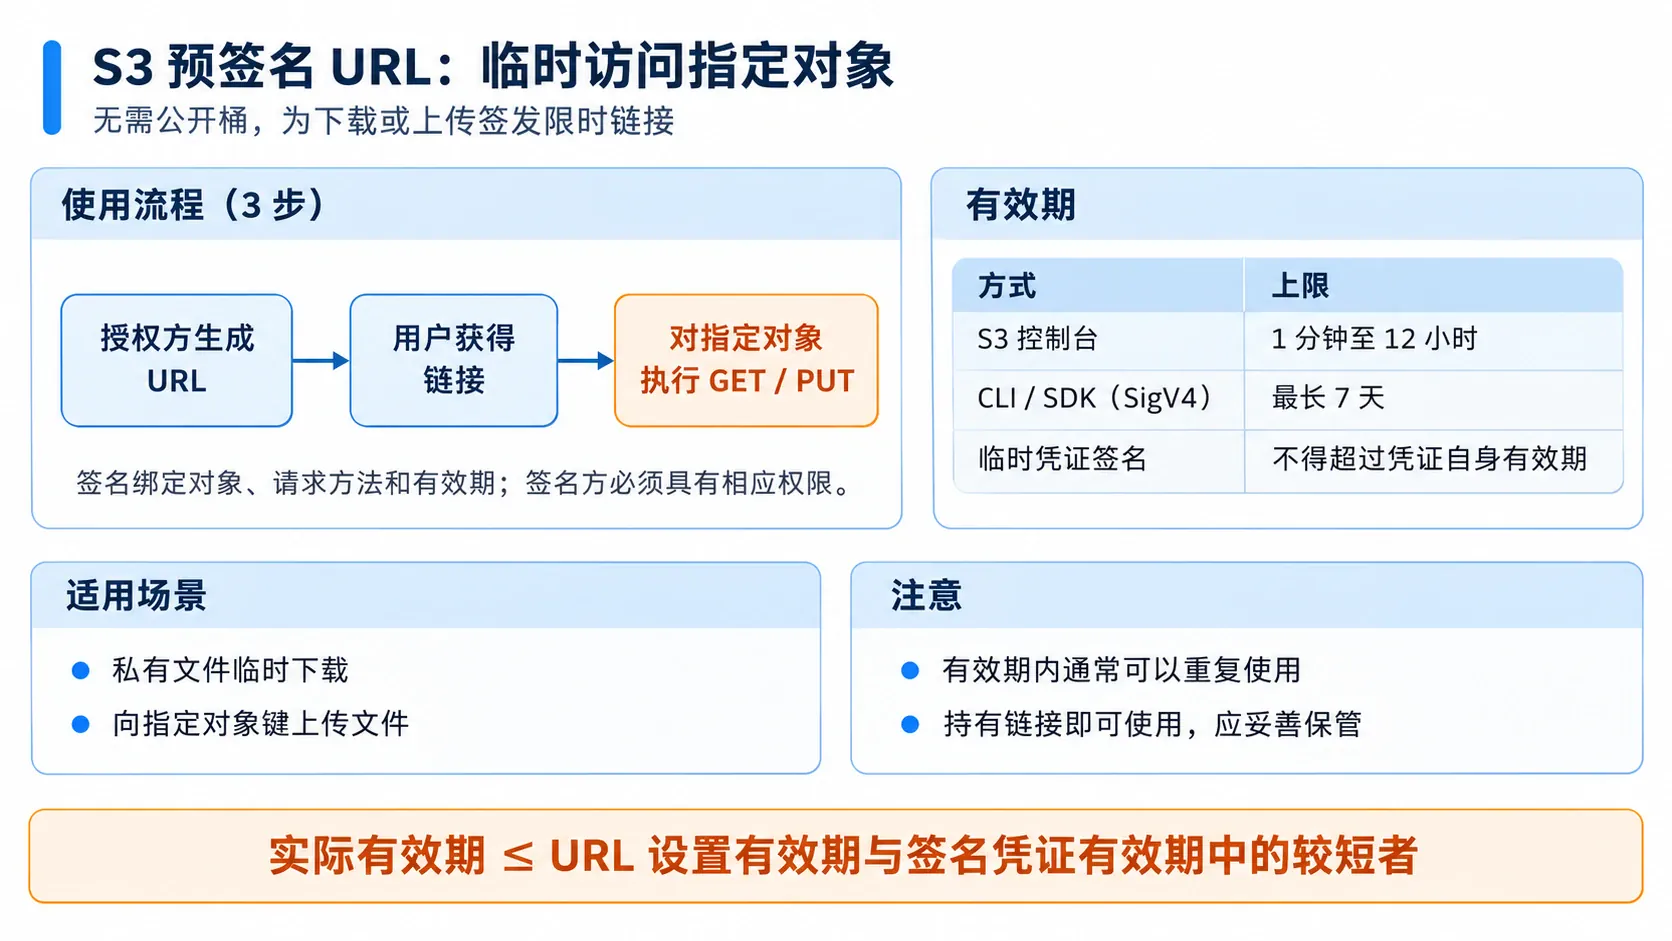 S3 预签名 URL：临时访问指定对象
无需公开桶，为下载或上传签发限时链接
使用流程（3 步）
授权方生成
URL
用户获得
链接
对指定对象
执行 GET / PUT
签名绑定对象、请求方法和有效期；签名方必须具有相应权限。
有效期
方式 上限
S3 控制台 1 分钟至 12 小时
CLI / SDK（SigV4） 最长 7 天
临时凭证签名 不得超过凭证自身有效期
适用场景
私有文件临时下载
向指定对象键上传文件
注意
有效期内通常可以重复使用
持有链接即可使用，应妥善保管
实际有效期 ≤ URL 设置有效期与签名凭证有效期中的较短者